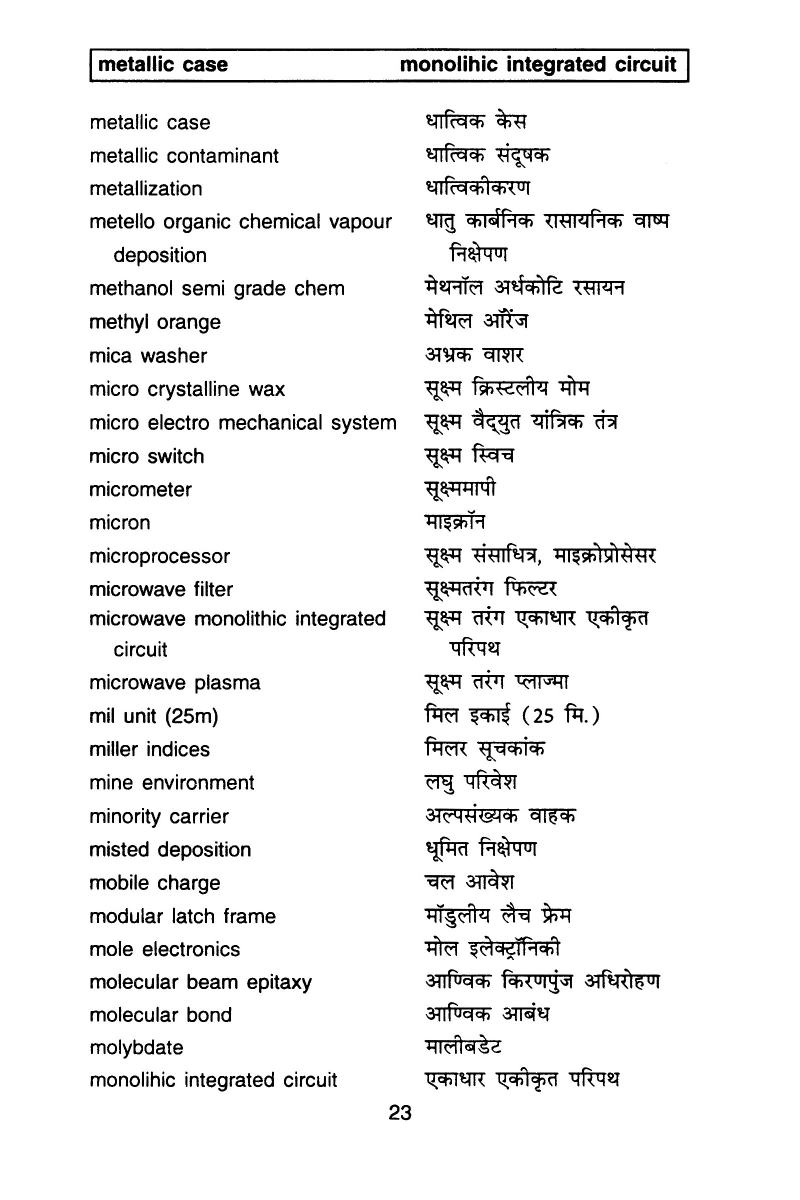 metallic case monolihic integrated circuit
metallic case धात्विक केस
metallic contaminant धात्विक संदूषक
metallization धात्विकीकरण
metello organic chemical vapour धातु कार्बनिक रासायनिक वाष्प
deposition निक्षेपण
methanol semi grade chem मेथनॉल अर्धकोटि रसायन
methyl orange मेथिल ऑरेंज
mica washer अभ्रक वाशर
micro crystalline wax सूक्ष्म क्रिस्टलीय मोम
micro electro mechanical system सूक्ष्म वैद्युत यांत्रिक तंत्र
micro switch सूक्ष्म स्विच
micrometer सूक्ष्ममापी
micron माइक्रॉन
microprocessor सूक्ष्म संसाधित्र, माइक्रोप्रोसेसर
microwave filter सूक्ष्मतरंग फिल्टर
microwave monolithic integrated सूक्ष्म तरंग एकाधार एकीकृत
circuit परिपथ
microwave plasma सूक्ष्म तरंग प्लाज्मा
mil unit (25m) मिल इकाई (25 मि.)
miller indices मिलर सूचकांक
mine environment लघु परिवेश
minority carrier अल्पसंख्यक वाहक
misted deposition धूमित निक्षेपण
mobile charge चल आवेश
modular latch frame मॉडुलीय लैच फ्रेम
mole electronics मोल इलेक्ट्रॉनिकी
molecular beam epitaxy आण्विक किरणपुंज अधिरोहण
molecular bond आण्विक आबंध
molybdate मालीबडेट
monolihic integrated circuit एकाधार एकीकृत परिपथ
23